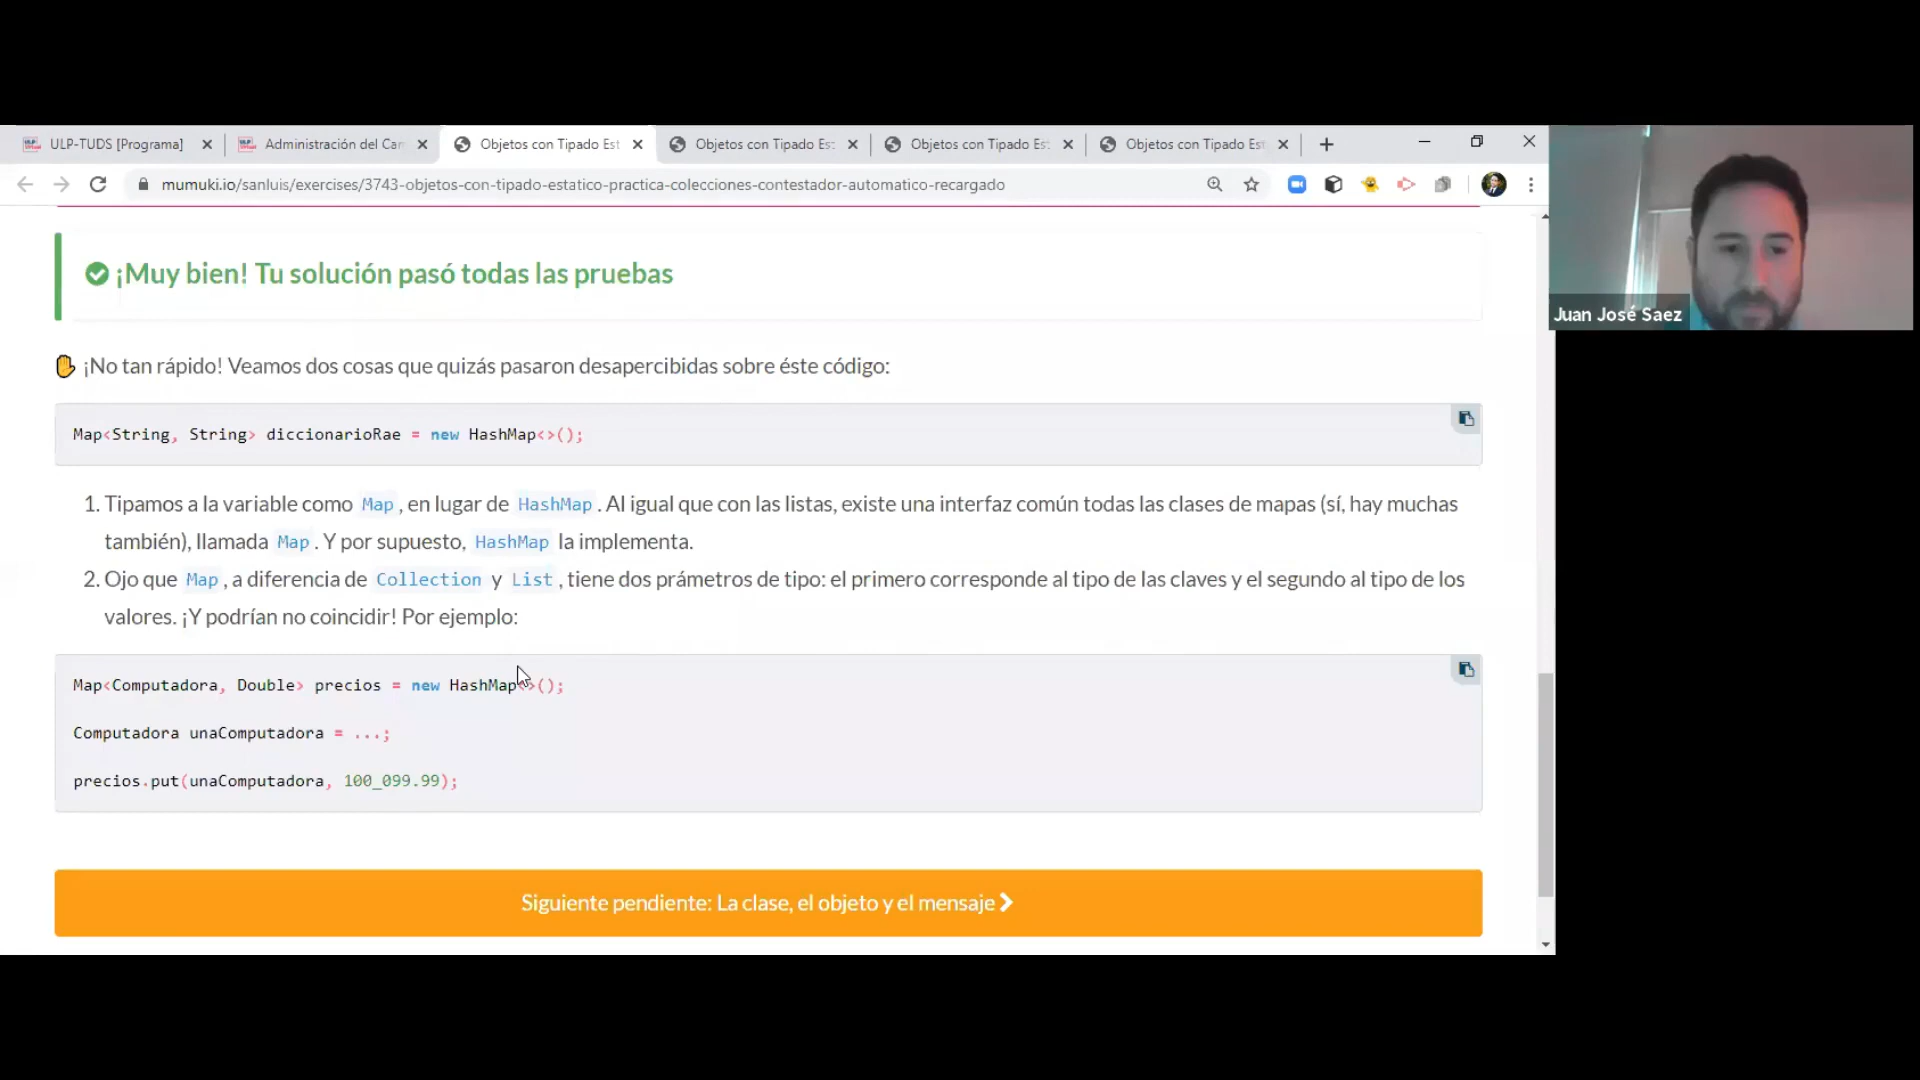 ULP-TUDS [Programa]
Administración del Can
Objetos con Tipado Est
Objetos con Tipado Es
Objetos con Tipado Es
Objetos con Tipado Est
mumuki.io/sanluis/exercises/3743-objetos-con-tipado-estatico-practica-colecciones-contestador-automatico-recargado
¡Muy bien! Tu solución pasó todas las pruebas
Juan José Saez
¡No tan rápido! Veamos dos cosas que quizás pasaron desapercibidas sobre éste código:
Map<String, String> diccionarioRae = new HashMap<>();
1. Tipamos a la variable como Map, en lugar de HashMap. Al igual que con las listas, existe una interfaz común todas las clases de mapas (sí, hay muchas
también), llamada Map. Y por supuesto, HashMap la implementa.
2. Ojo que Map, a diferencia de Collection y List, tiene dos prámetros de tipo: el primero corresponde al tipo de las claves y el segundo al tipo de los
valores. ¡Y podrían no coincidir! Por ejemplo:
Map<Computadora, Double> precios = new HashMap<>();
Computadora unaComputadora = ...;
precios.put(unaComputadora, 100_099.99);
Siguiente pendiente: La clase, el objeto y el mensaje